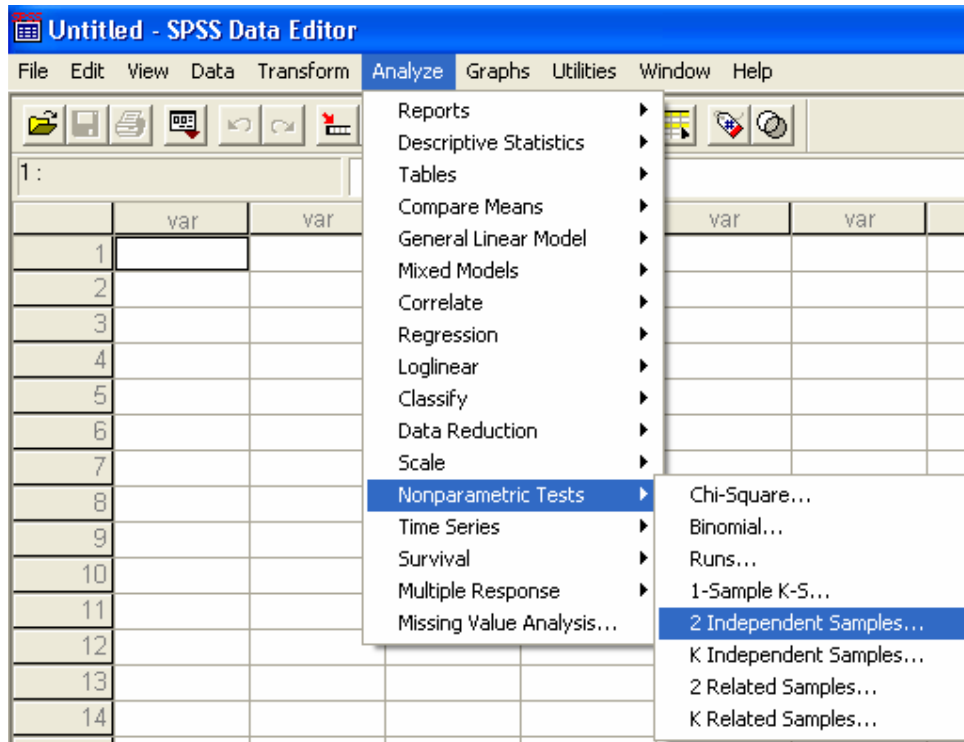 SPSS Untitled - SPSS Data Editor
File Edit View Data Transform Analyze Graphs Utilities Window Help
1 :
var var var var
1
2
3
4
5
6
7
8
9
10
11
12
13
14
Reports
Descriptive Statistics
Tables
Compare Means
General Linear Model
Mixed Models
Correlate
Regression
Loglinear
Classify
Data Reduction
Scale
Nonparametric Tests
Time Series
Survival
Multiple Response
Missing Value Analysis...
Chi-Square...
Binomial...
Runs...
1-Sample K-S...
2 Independent Samples...
K Independent Samples...
2 Related Samples...
K Related Samples...